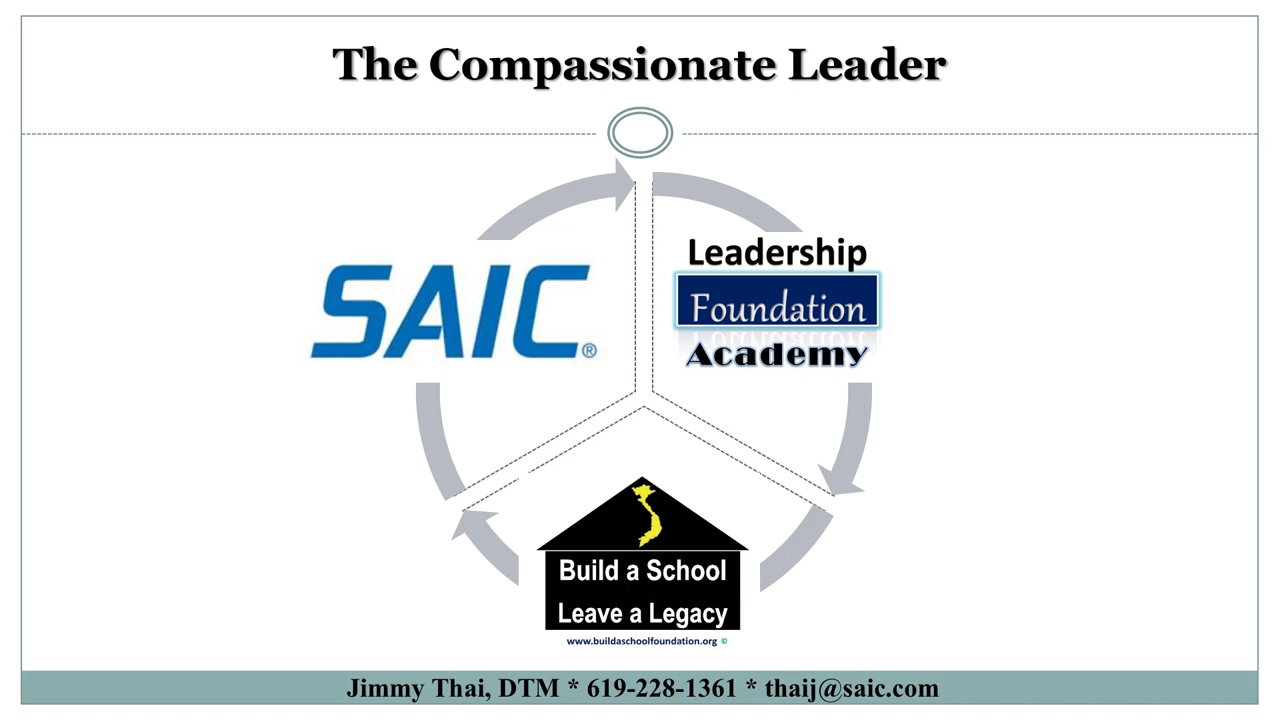 The Compassionate Leader
SAIC®
Leadership
Foundation
Academy
Build a School
Leave a Legacy
www.buildaschoolfoundation.org ©
Jimmy Thai, DTM * 619-228-1361 * thaij@saic.com